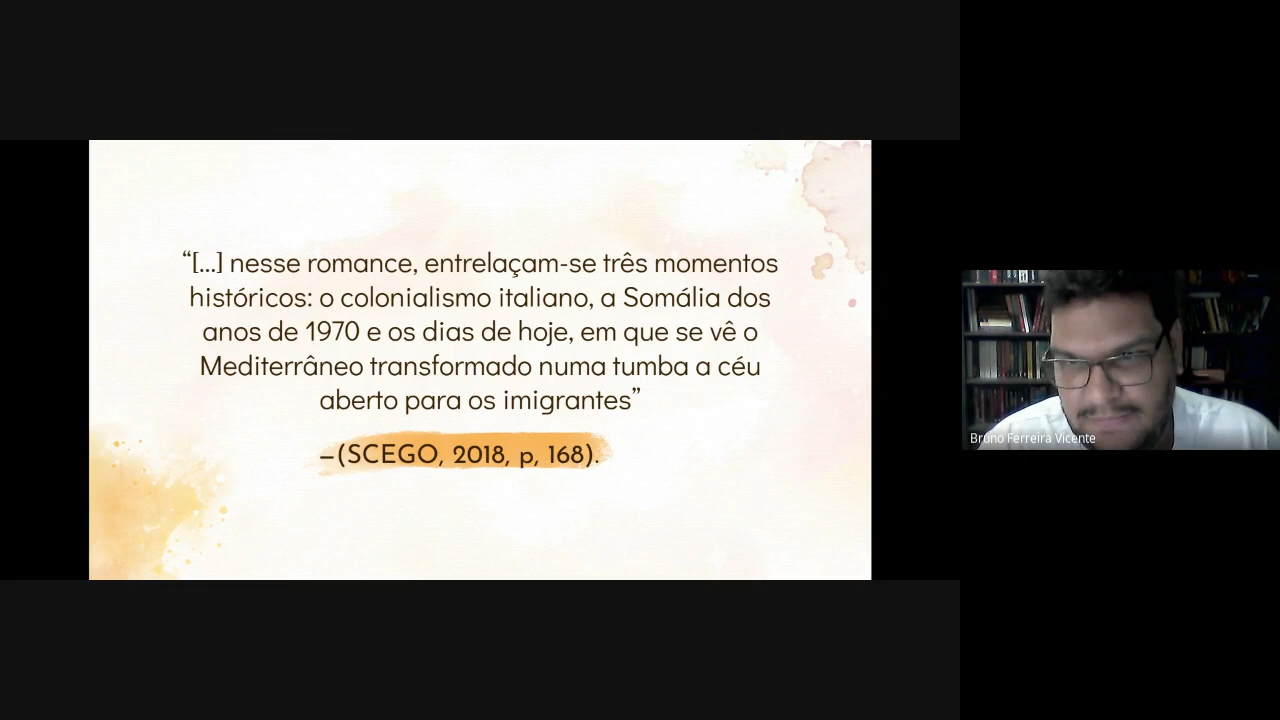 “[...] nesse romance, entrelaçam-se três momentos
históricos: o colonialismo italiano, a Somália dos
anos de 1970 e os dias de hoje, em que se vê o
Mediterrâneo transformado numa tumba a céu
aberto para os imigrantes”
–(SCEGO, 2018, p, 168).
Bruno Ferreira Vicente